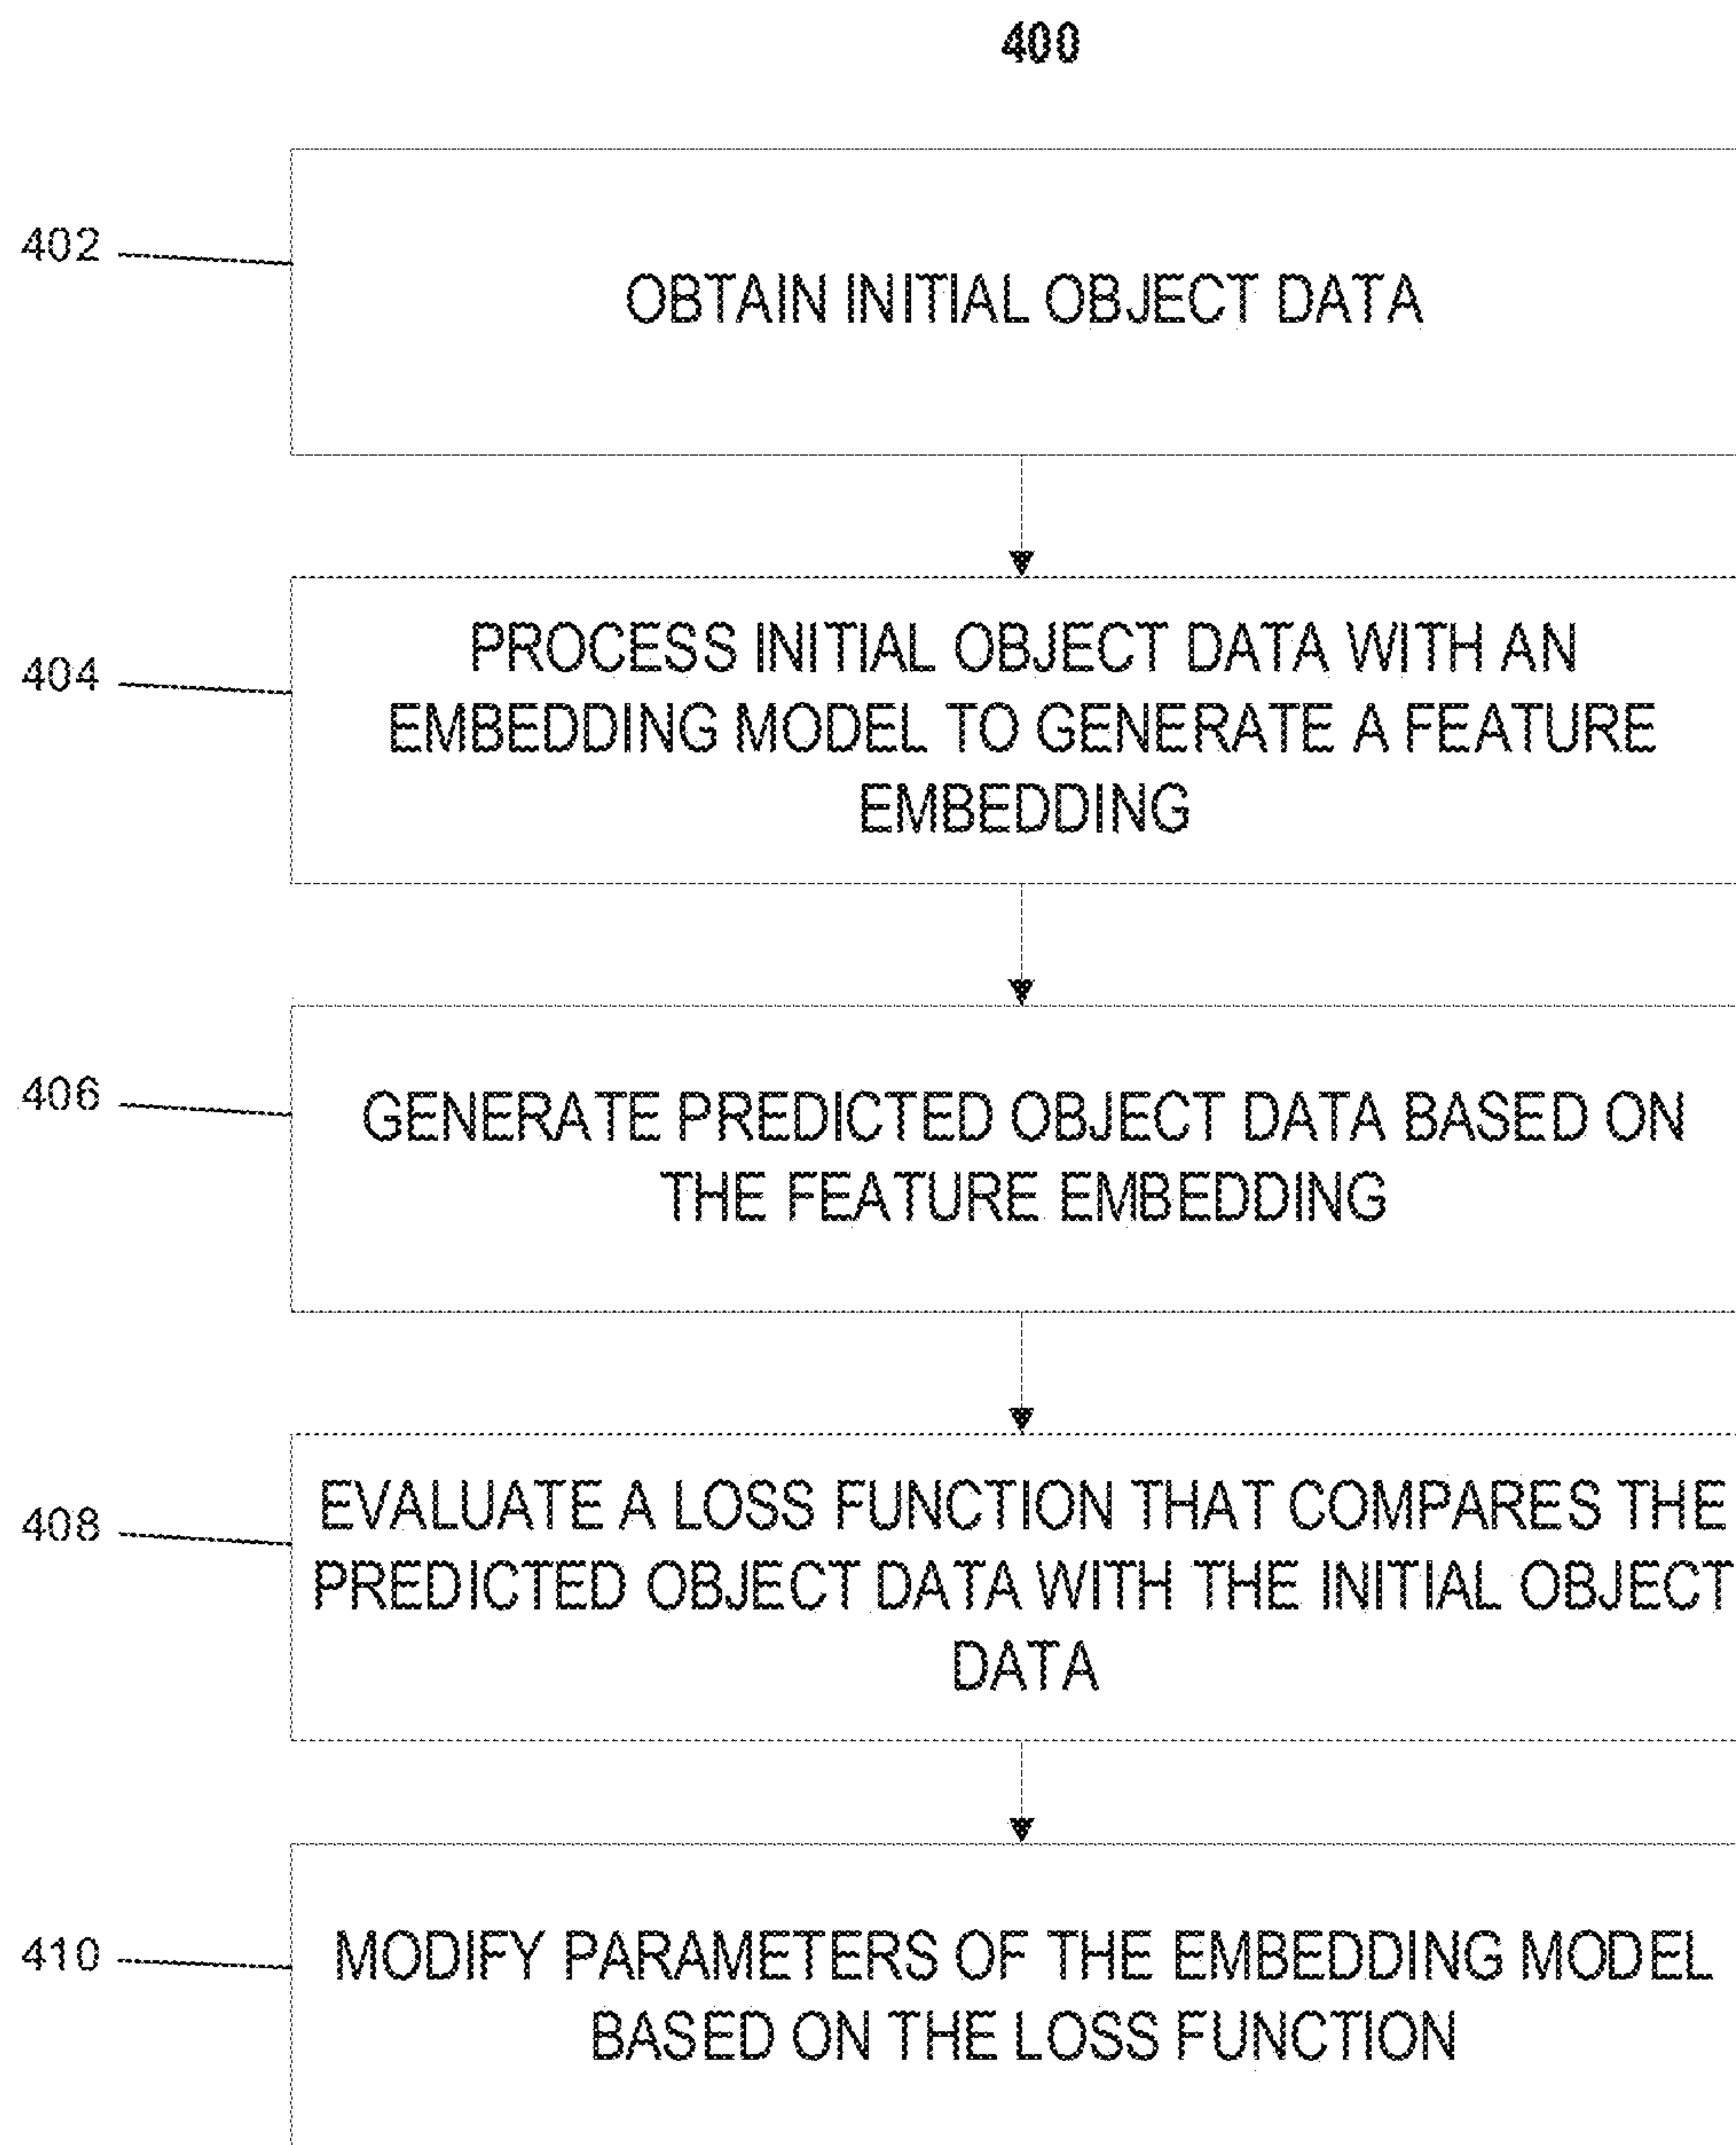 400
402
OBTAIN INITIAL OBJECT DATA
404
PROCESS INITIAL OBJECT DATA WITH AN
EMBEDDING MODEL TO GENERATE A FEATURE
EMBEDDING
406
GENERATE PREDICTED OBJECT DATA BASED ON
THE FEATURE EMBEDDING
408
EVALUATE A LOSS FUNCTION THAT COMPARES THE
PREDICTED OBJECT DATA WITH THE INITIAL OBJECT
DATA
410
MODIFY PARAMETERS OF THE EMBEDDING MODEL
BASED ON THE LOSS FUNCTION